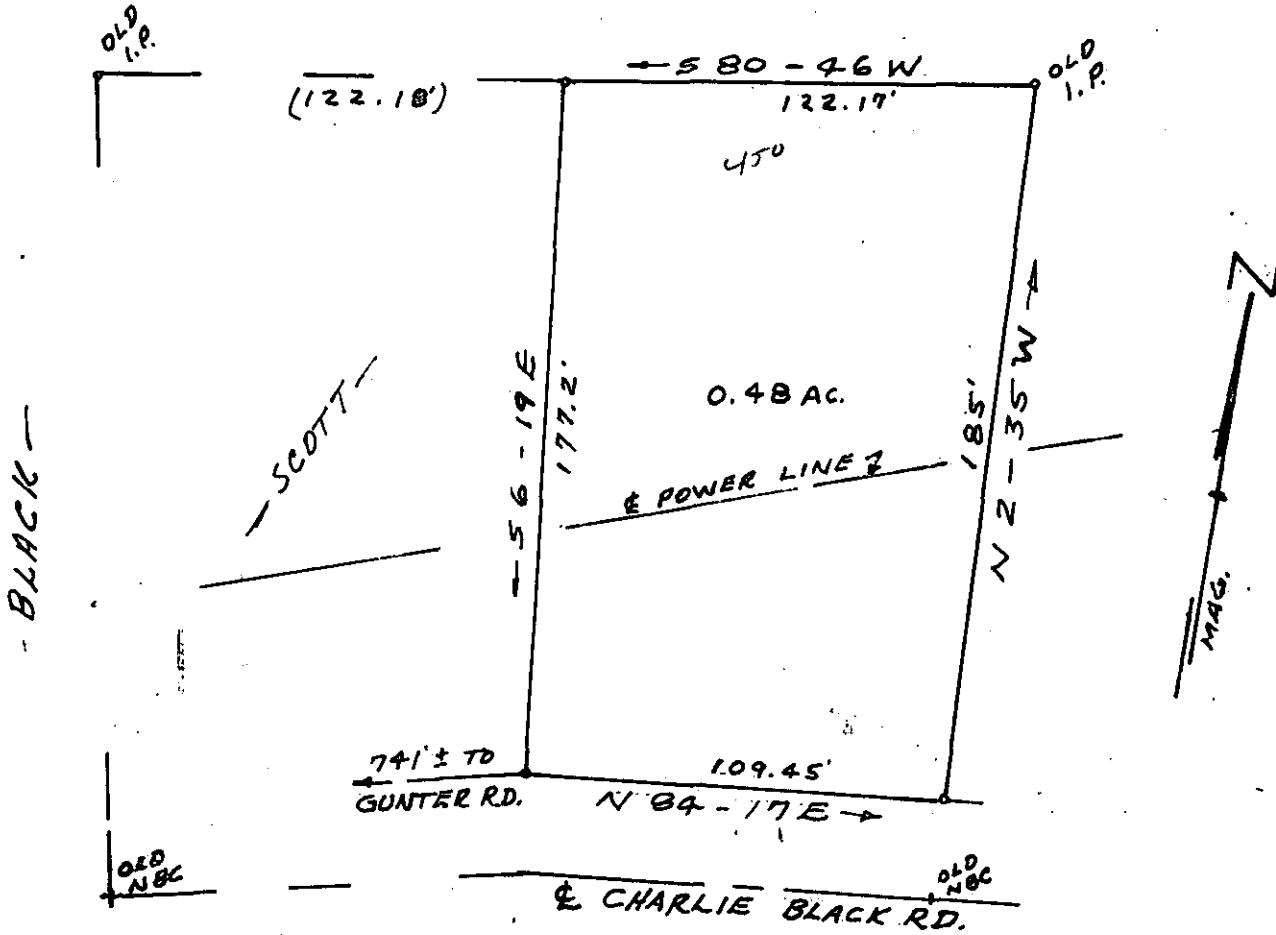 OLD
I.P.
← S 80 - 46 W
OLD
I.P.
(122.18')
122.17'
S 6 - 19 E
177.2'
0.48 AC.
185'
N 2 - 35 W
- SCOTT -
- BLACK -
℄ POWER LINE
N
MAG.
741' ± TO
GUNTER RD.
109.45'
N 84 - 17 E
OLD
NBC
OLD
NBC
℄ CHARLIE BLACK RD.